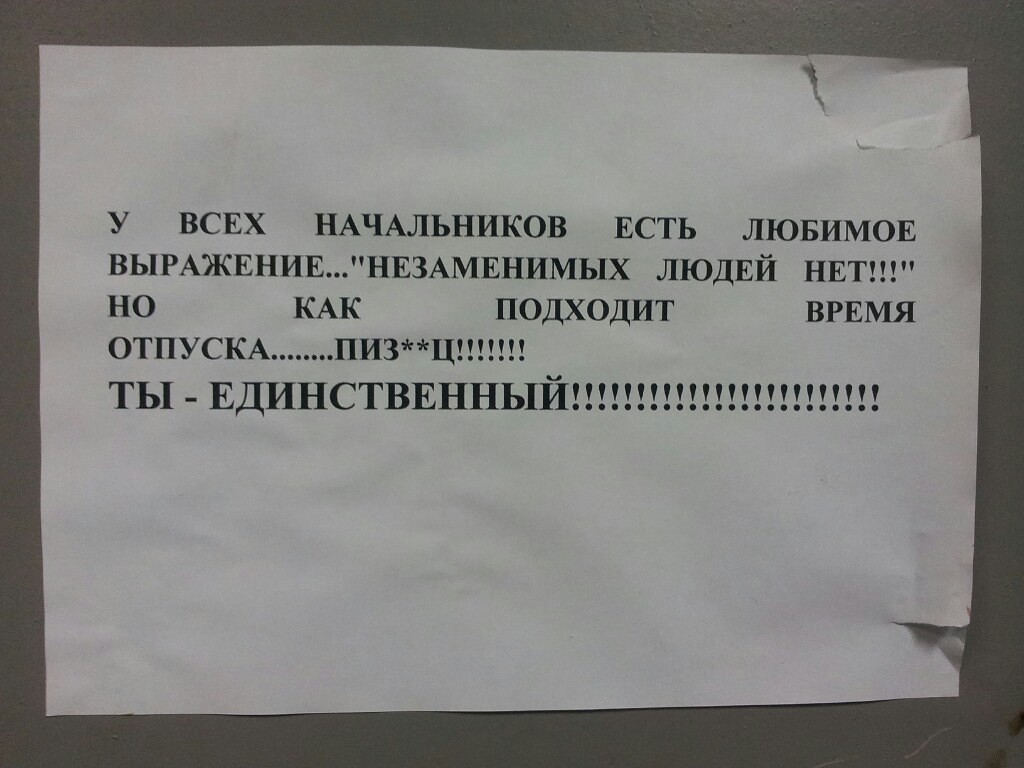 У ВСЕХ НАЧАЛЬНИКОВ ЕСТЬ ЛЮБИМОЕ
ВЫРАЖЕНИЕ..."НЕЗАМЕНИМЫХ ЛЮДЕЙ НЕТ!!!"
НО КАК ПОДХОДИТ ВРЕМЯ
ОТПУСКА........ПИЗ**Ц!!!!!!!
ТЫ - ЕДИНСТВЕННЫЙ!!!!!!!!!!!!!!!!!!!!!!!!